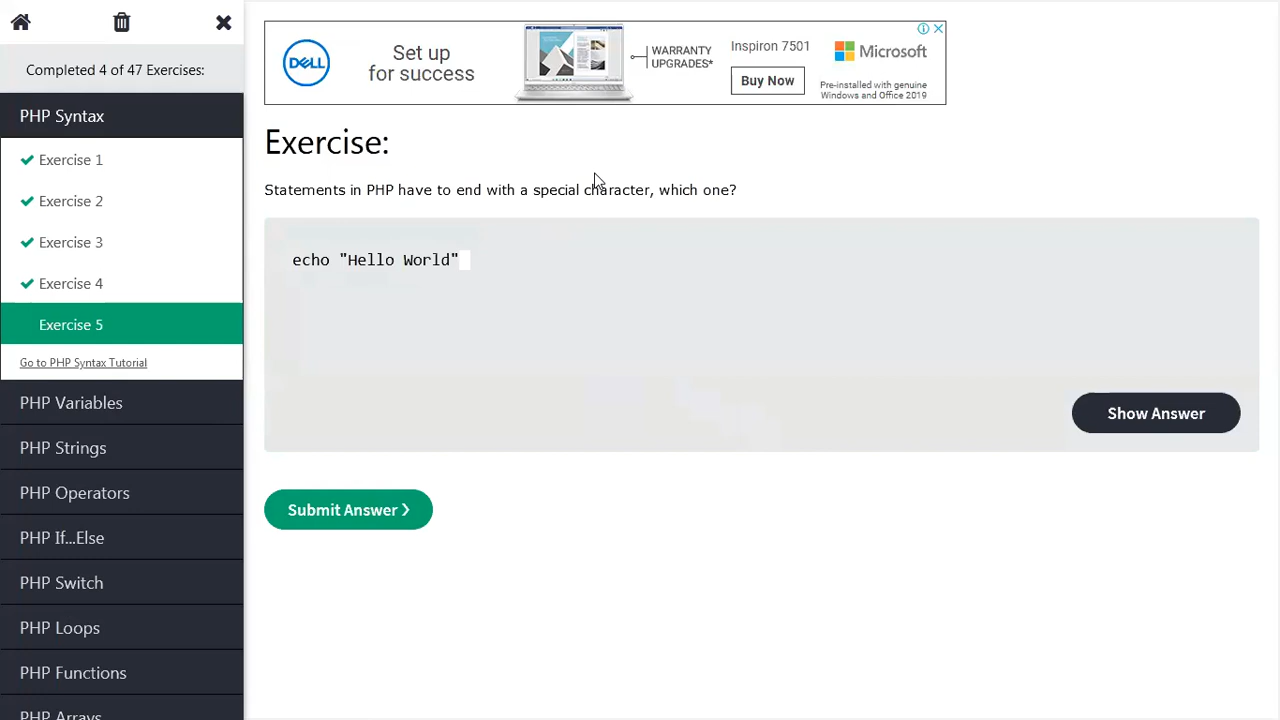 Completed 4 of 47 Exercises:
PHP Syntax
Exercise 1
Exercise 2
Exercise 3
Exercise 4
Exercise 5
Go to PHP Syntax Tutorial
PHP Variables
PHP Strings
PHP Operators
PHP If...Else
PHP Switch
PHP Loops
PHP Functions
PHP Arrays
DELL
Set up
for success
WARRANTY
UPGRADES*
Inspiron 7501
Buy Now
Microsoft
Pre-installed with genuine
Windows and Office 2019
Exercise:
Statements in PHP have to end with a special character, which one?
echo "Hello World"
Show Answer
Submit Answer ❯